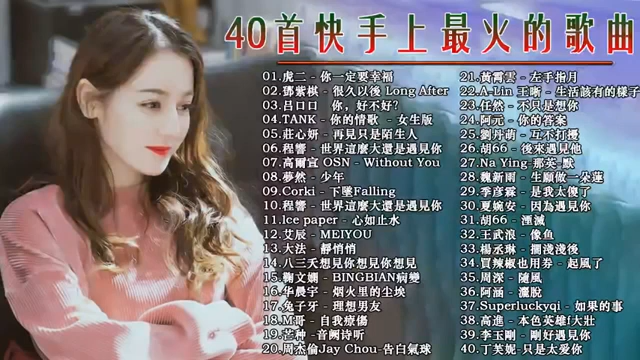 40首快手上最火的歌曲
01.虎二 - 你一定要幸福
02.鄧紫棋 - 很久以後 Long After
03.吕口口 你，好不好?
04.TANK - 你的情歌 - 女生版
05.莊心妍 - 再見只是陌生人
06.程響 - 世界這麼大還是遇見你
07.高爾宣 OSN - Without You
08.夢然 - 少年
09.Corki - 下墜Falling
10.程響 - 世界這麼大還是遇見你
11.Ice paper - 心如止水
12.艾辰 - MEIYOU
13.大法 - 靜悄悄
14.八三夭想見你想見你想見
15.鞠文嫻 - BINGBIAN病變
16.华晨宇 - 烟火里的尘埃
17.兔子牙 - 理想男友
18.M哥 - 自我療傷
19.芒种 - 音阙诗听
20.周杰倫Jay Chou-告白氣球
21.黃霄雲 - 左手指月
22.A-Lin 王晰 - 生活該有的樣子
23.任然 - 不只是想你
24.阿元 - 你的答案
25.劉丹萌 - 互不打擾
26.胡66 - 後來遇見他
27.Na Ying-那英_默
28.魏新雨 - 生願做一朵蓮
29.季彦霖 - 是我太傻了
30.夏婉安 - 因為遇見你
31.胡66 - 湮滅
32.王武浪 - 像鱼
33.楊丞琳 - 擱淺淺後
34.買辣椒也用券 - 起風了
35.周深 - 隨風
36.阿涵 - 灑脫
37.Superluckyqi - 如果的事
38.高進 - 本色英雄f大壯
39.李玉剛 - 剛好遇見你
40.丁芙妮-只是太爱你